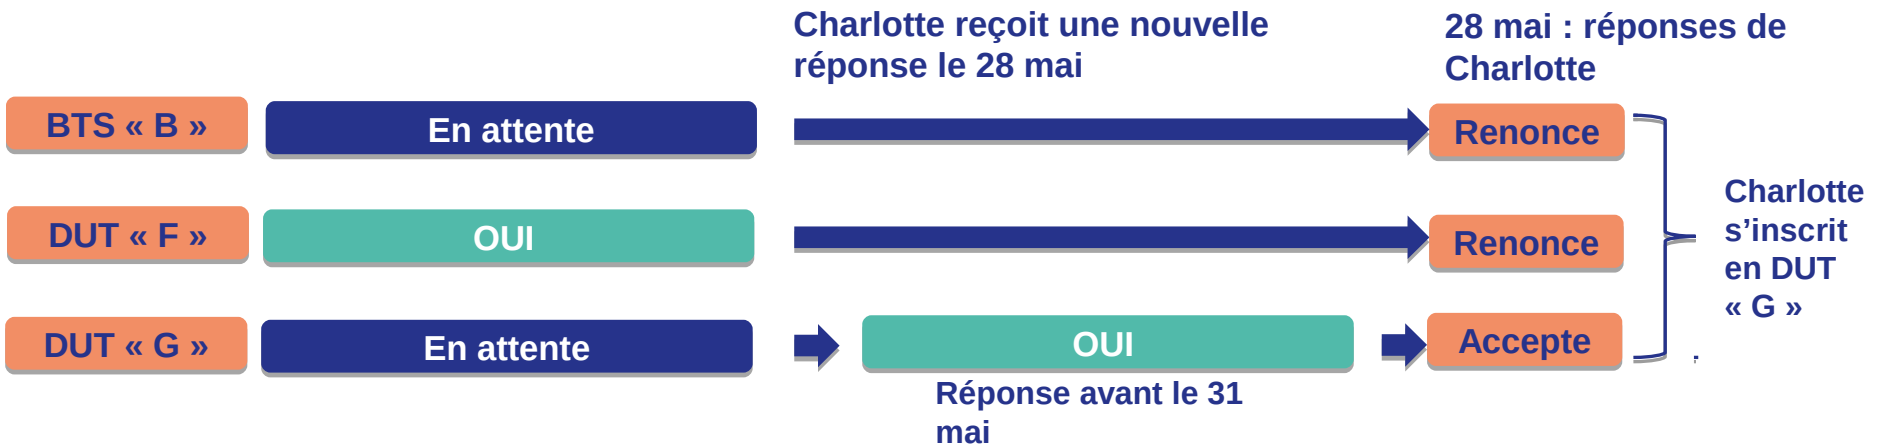 Charlotte reçoit une nouvelle
réponse le 28 mai
28 mai : réponses de
Charlotte
BTS « B »
En attente
Renonce
DUT « F »
OUI
Renonce
Charlotte
s’inscrit
en DUT
« G »
DUT « G »
En attente
OUI
Accepte
Réponse avant le 31
mai